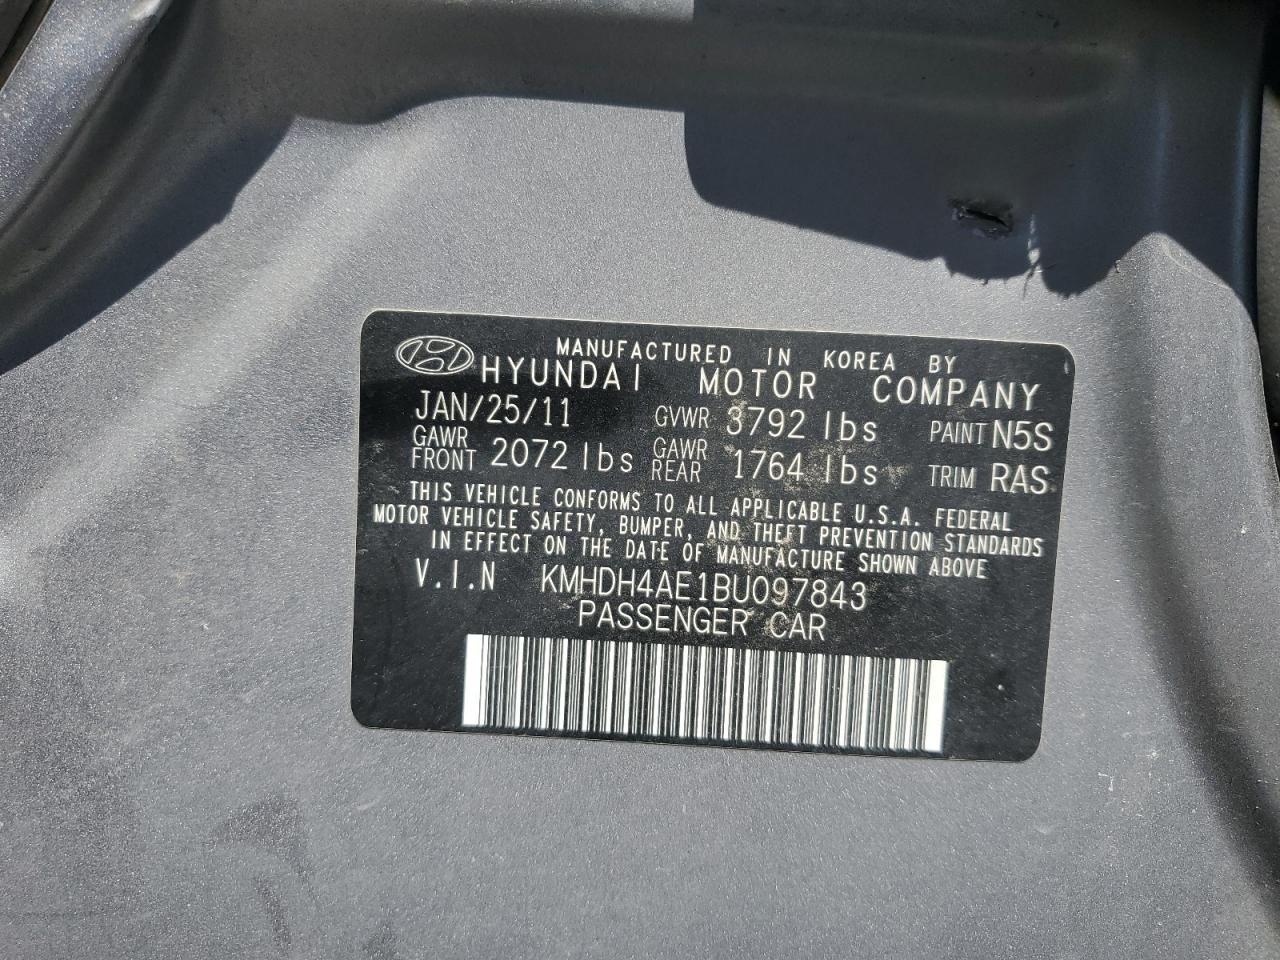 MANUFACTURED IN KOREA BY
HYUNDAI MOTOR COMPANY
JAN/25/11 GVWR 3792 lbs PAINT N5S
GAWR FRONT 2072 lbs GAWR REAR 1764 lbs TRIM RAS
THIS VEHICLE CONFORMS TO ALL APPLICABLE U.S.A. FEDERAL
MOTOR VEHICLE SAFETY, BUMPER, AND THEFT PREVENTION STANDARDS
IN EFFECT ON THE DATE OF MANUFACTURE SHOWN ABOVE
V.I.N KMHDH4AE1BU097843
PASSENGER CAR